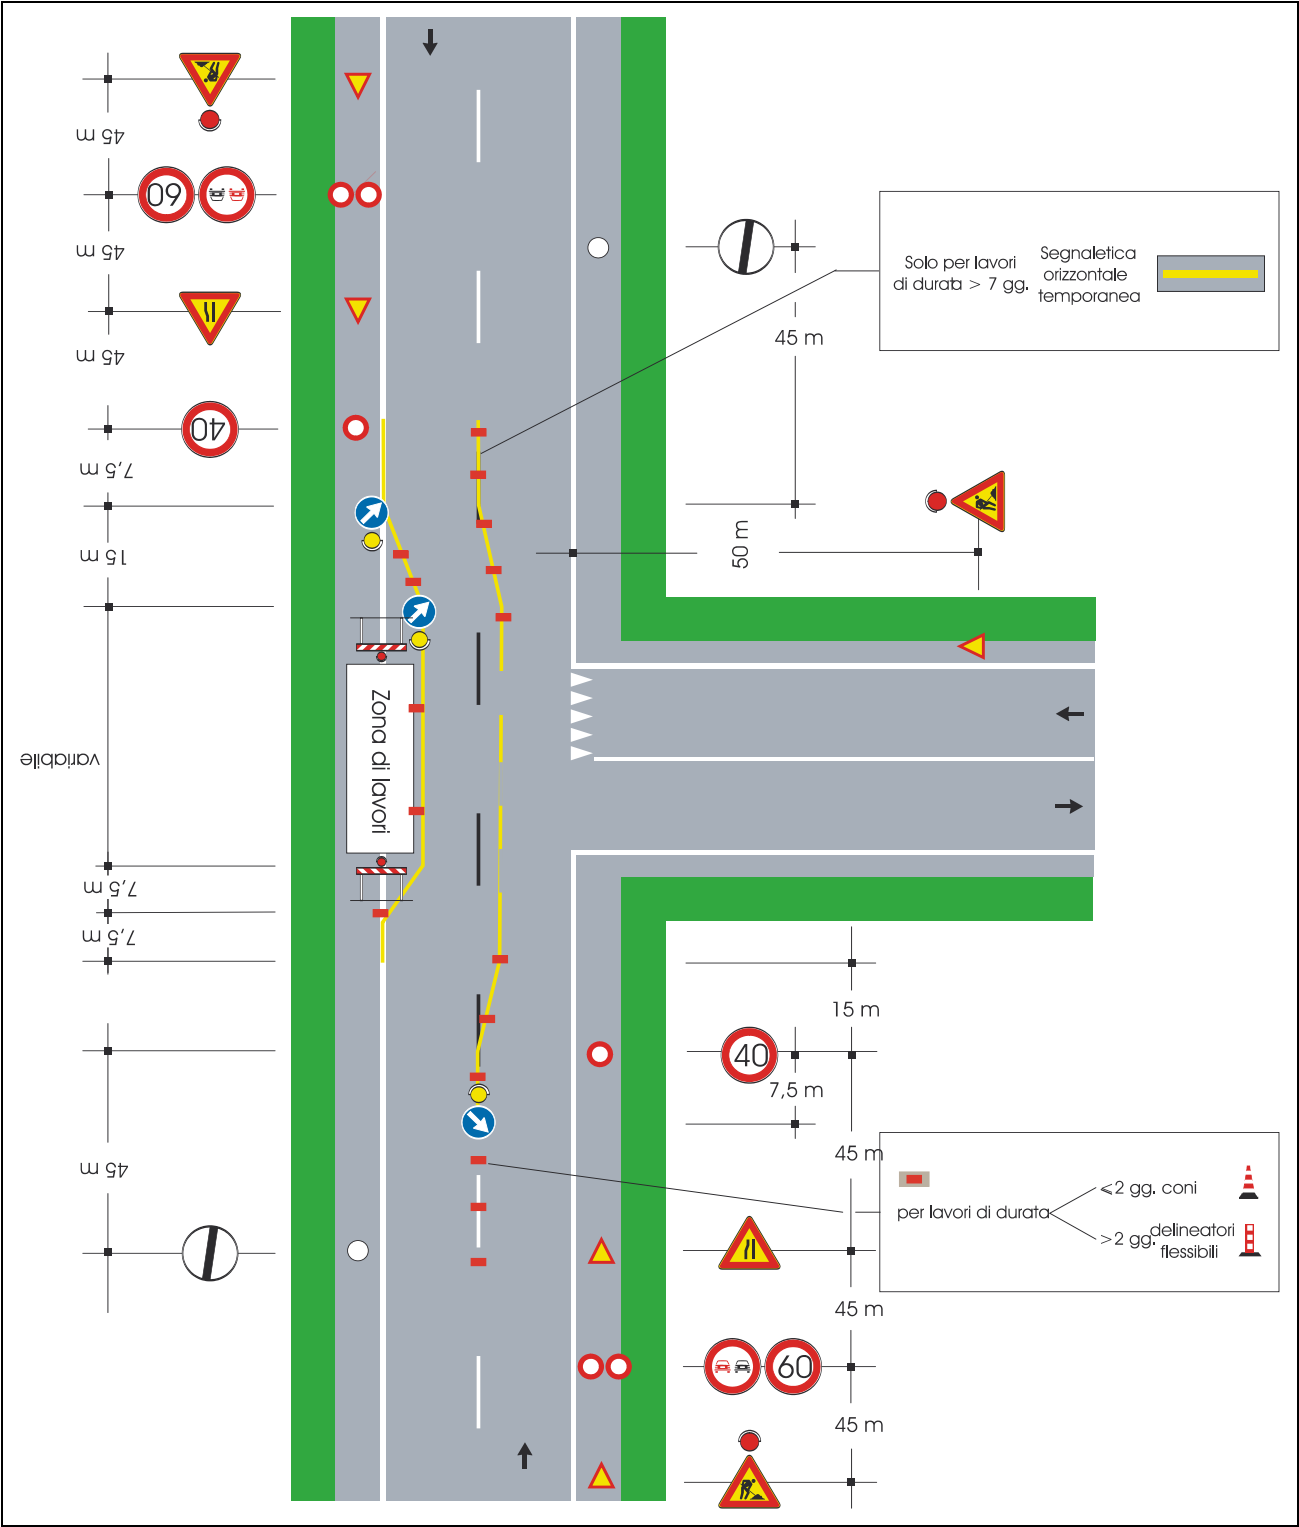 45 m
60
45 m
45 m
40
7,5 m
15 m
variabile
7,5 m
7,5 m
45 m
Zona di lavori
45 m
50 m
Solo per lavori
di durata > 7 gg.
Segnaletica
orizzontale
temporanea
15 m
40
7,5 m
45 m
per lavori di durata
<2 gg. coni
>2 gg. delineatori
flessibili
45 m
60
45 m